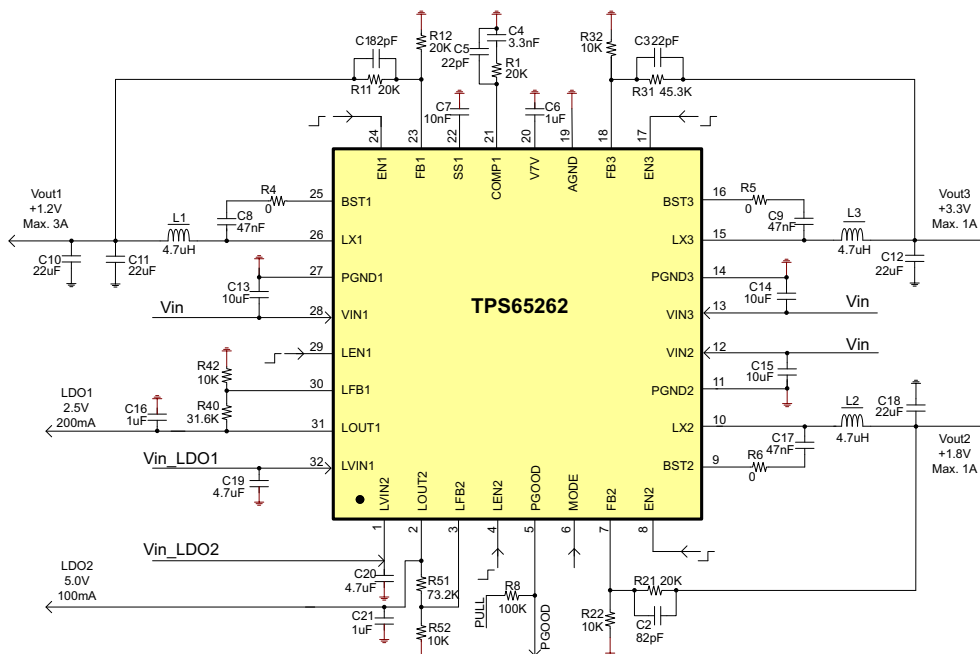 R12
20K
C182pF
R11 20K
C4
3.3nF
C5
22pF
R1
20K
R32
10K
C322pF
R31 45.3K
C7
10nF
C6
1uF
24
23
22
21
20
19
18
17
EN1
FB1
SS1
COMP1
V7V
AGND
FB3
EN3
Vout1
+1.2V
Max. 3A
L1
4.7uH
R4
0
C8
47nF
C10
22uF
C11
22uF
C13
10uF
Vin
25
26
27
28
29
30
31
32
BST1
LX1
PGND1
VIN1
LEN1
LFB1
LOUT1
LVIN1
TPS65262
BST3
LX3
PGND3
VIN3
VIN2
PGND2
LX2
BST2
16
15
14
13
12
11
10
9
R5
0
C9
47nF
L3
4.7uH
Vout3
+3.3V
Max. 1A
C12
22uF
C14
10uF
Vin
Vin
C15
10uF
C18
22uF
L2
4.7uH
C17
47nF
R6
0
Vout2
+1.8V
Max. 1A
R42
10K
R40
31.6K
LDO1
2.5V
200mA
C16
1uF
Vin_LDO1
C19
4.7uF
LVIN2
LOUT2
LFB2
LEN2
PGOOD
MODE
FB2
EN2
1
2
3
4
5
6
7
8
Vin_LDO2
LDO2
5.0V
100mA
C20
4.7uF
C21
1uF
R51
73.2K
R52
10K
PULL
R8
100K
PGOOD
R22
10K
R21 20K
C2
82pF